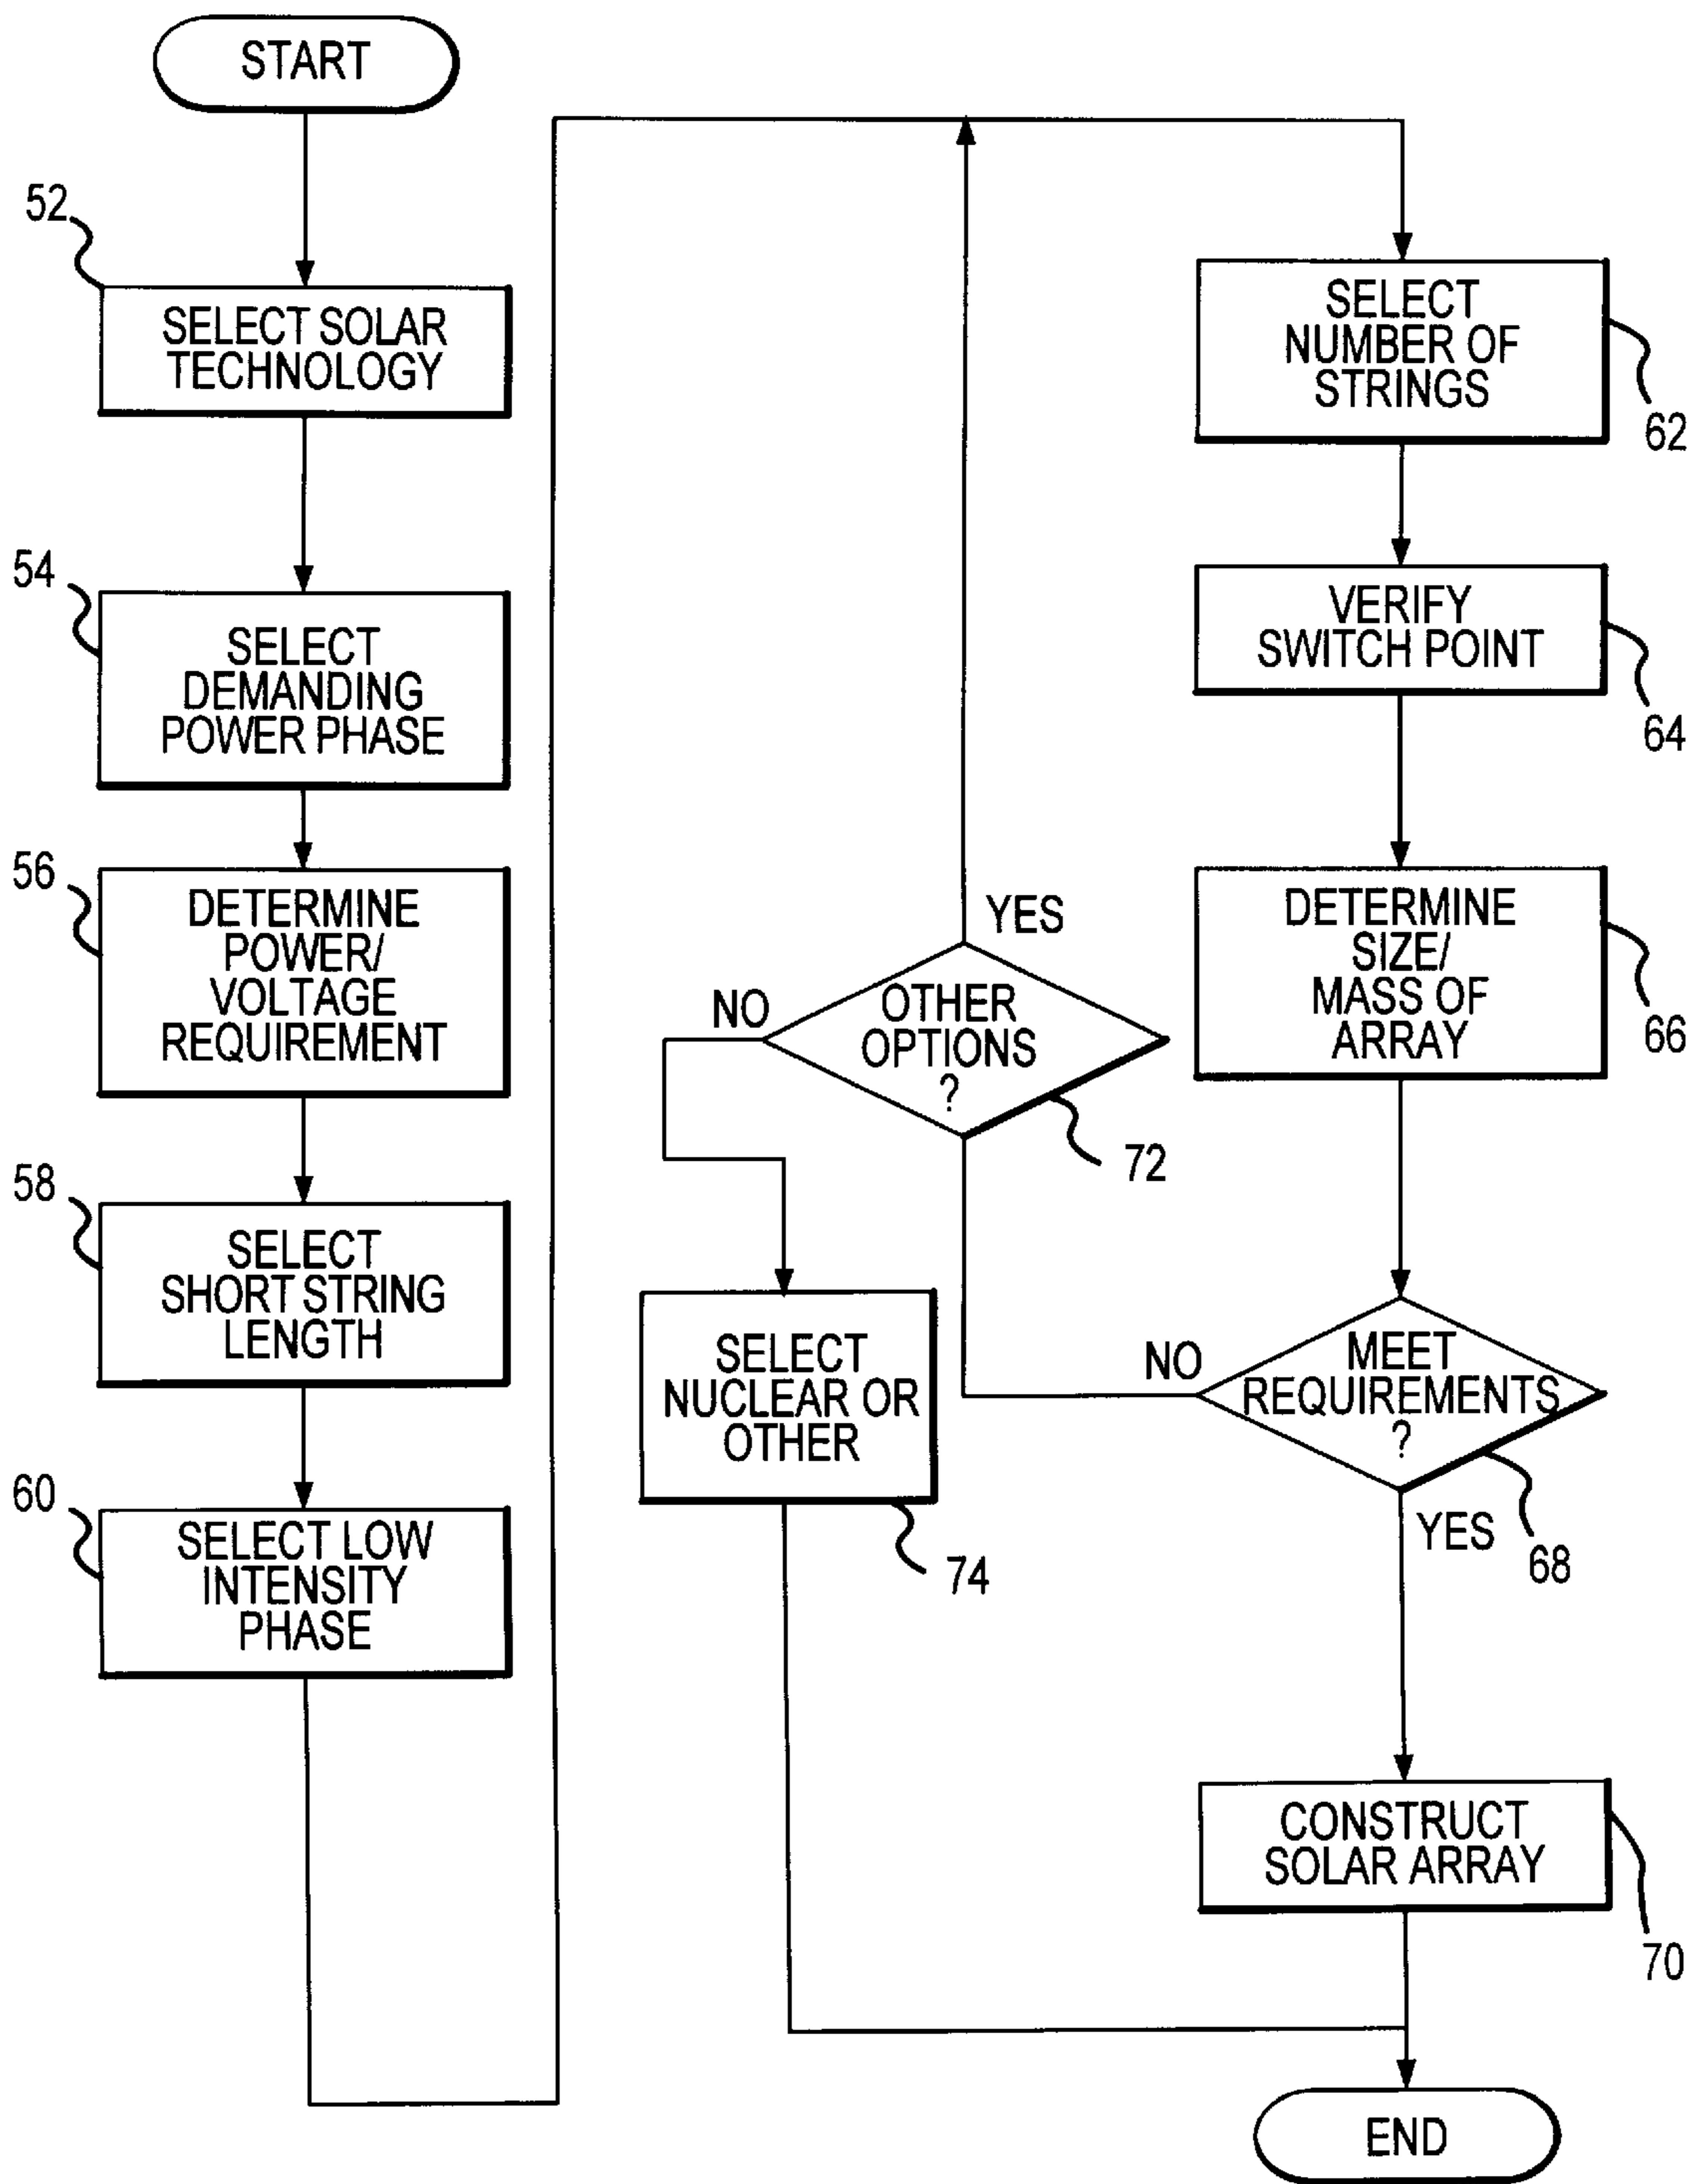 START
52
SELECT SOLAR
TECHNOLOGY
54
SELECT
DEMANDING
POWER PHASE
56
DETERMINE
POWER/
VOLTAGE
REQUIREMENT
58
SELECT
SHORT STRING
LENGTH
60
SELECT LOW
INTENSITY
PHASE
SELECT
NUMBER OF
STRINGS
62
VERIFY
SWITCH POINT
64
DETERMINE
SIZE/
MASS OF
ARRAY
66
MEET
REQUIREMENTS
?
NO
YES
68
OTHER
OPTIONS
?
YES
NO
72
SELECT
NUCLEAR OR
OTHER
74
CONSTRUCT
SOLAR ARRAY
70
END